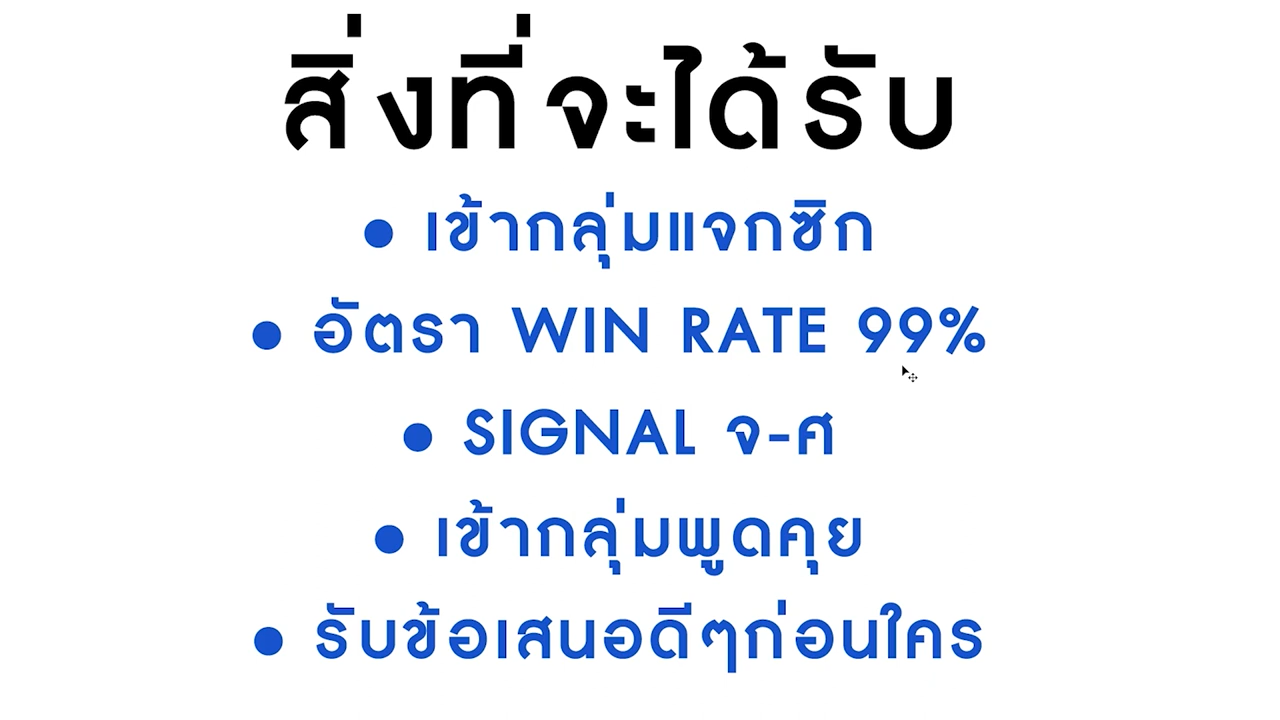 สิ่งที่จะได้รับ
● เข้ากลุ่มแจกซิก
● อัตรา WIN RATE 99%
● SIGNAL จ-ศ
● เข้ากลุ่มพูดคุย
● รับข้อเสนอดีๆก่อนใคร